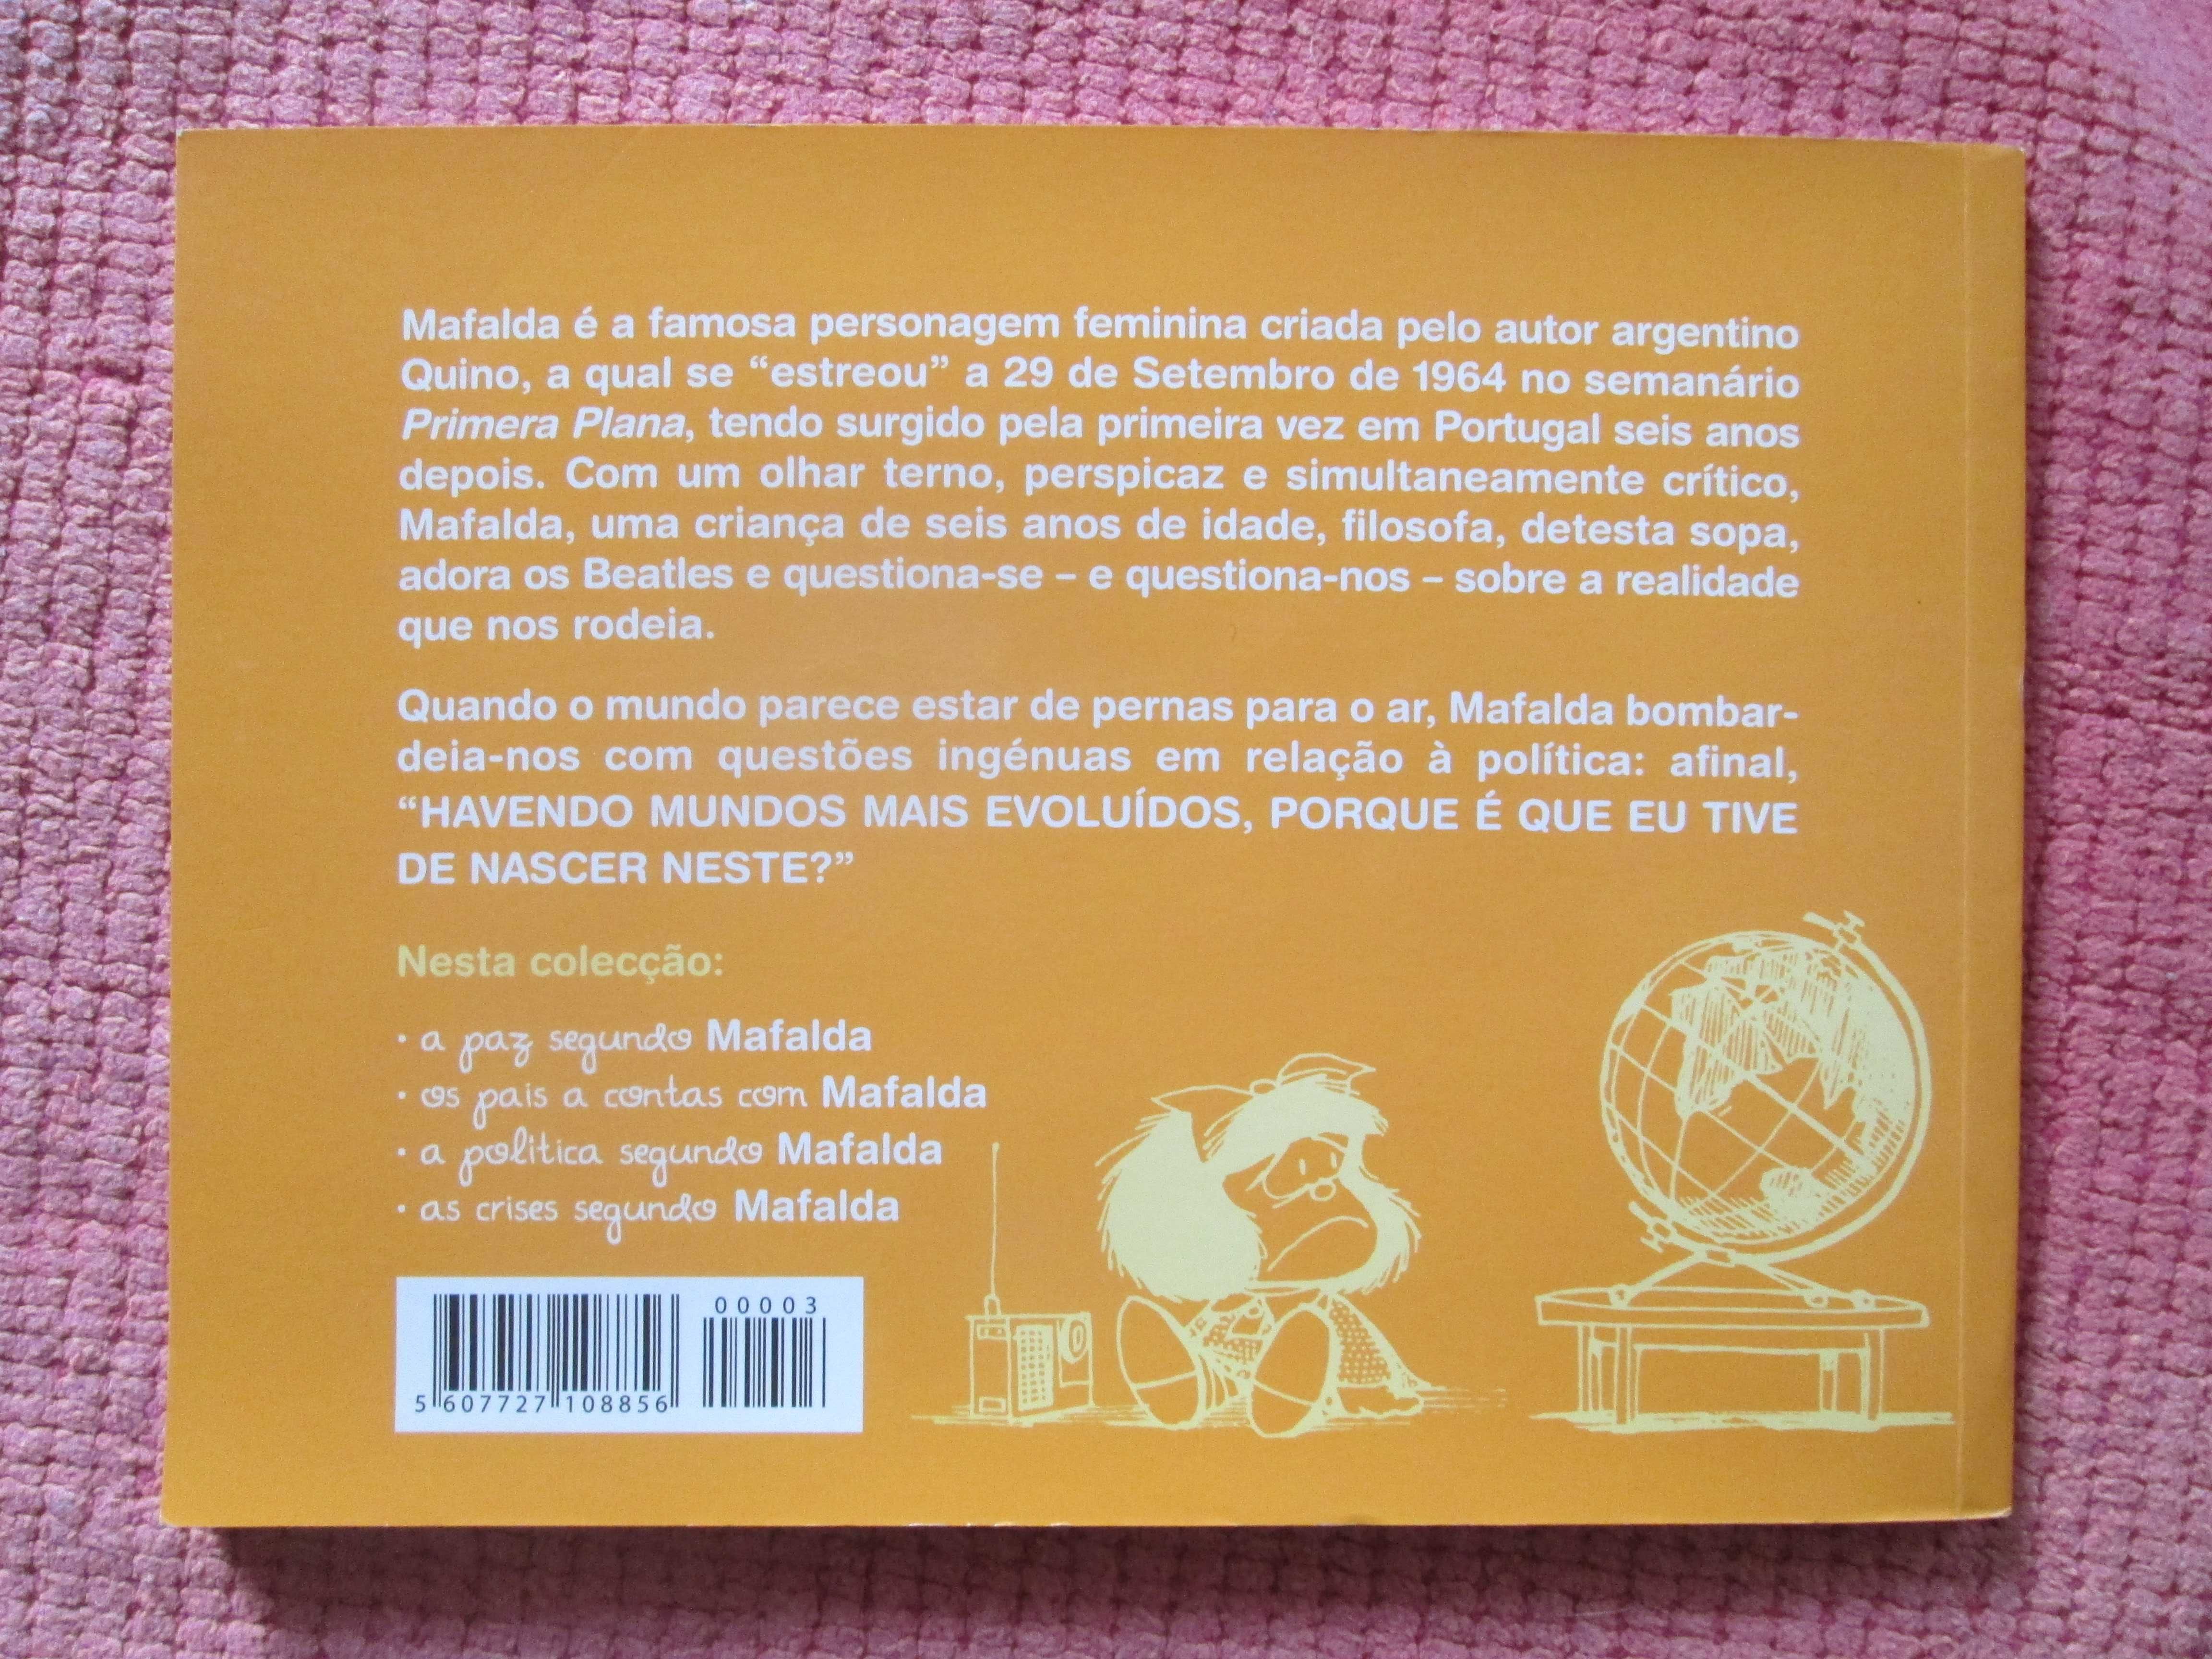 Mafalda é a famosa personagem feminina criada pelo autor argentino
Quino, a qual se “estreou” a 29 de Setembro de 1964 no semanário
Primera Plana, tendo surgido pela primeira vez em Portugal seis anos
depois. Com um olhar terno, perspicaz e simultaneamente crítico,
Mafalda, uma criança de seis anos de idade, filosofa, detesta sopa,
adora os Beatles e questiona-se – e questiona-nos – sobre a realidade
que nos rodeia.
Quando o mundo parece estar de pernas para o ar, Mafalda bombar-
deia-nos com questões ingénuas em relação à política: afinal,
“HAVENDO MUNDOS MAIS EVOLUÍDOS, PORQUE É QUE EU TIVE
DE NASCER NESTE?”
Nesta colecção:
• a paz segundo Mafalda
• os pais a contas com Mafalda
• a política segundo Mafalda
• as crises segundo Mafalda
00003
5 607727 108856